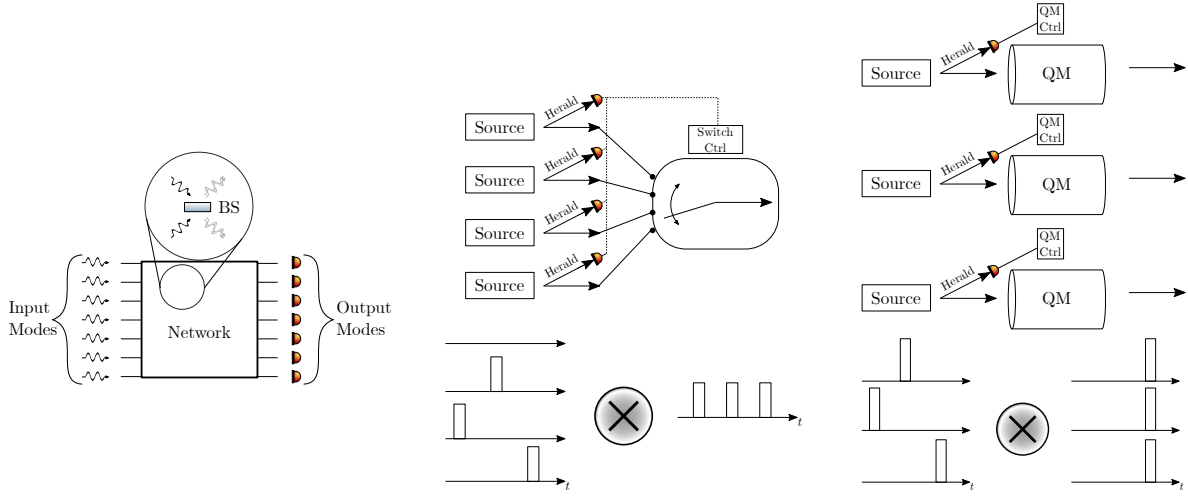 BS
Input
Modes
Network
Output
Modes
Herald
Source
Herald
Source
Herald
Source
Herald
Source
Switch
Ctrl
t
t
QM
Ctrl
Herald
Source
QM
QM
Ctrl
Herald
Source
QM
QM
Ctrl
Herald
Source
QM
t
t